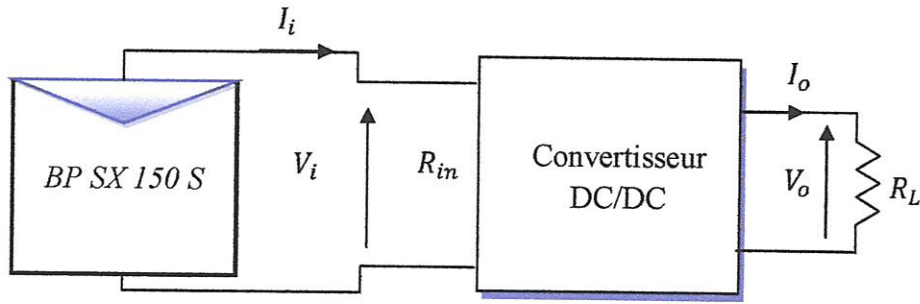 I_i
BP SX 150 S
V_i
R_in
Convertisseur
DC/DC
I_o
V_o
R_L